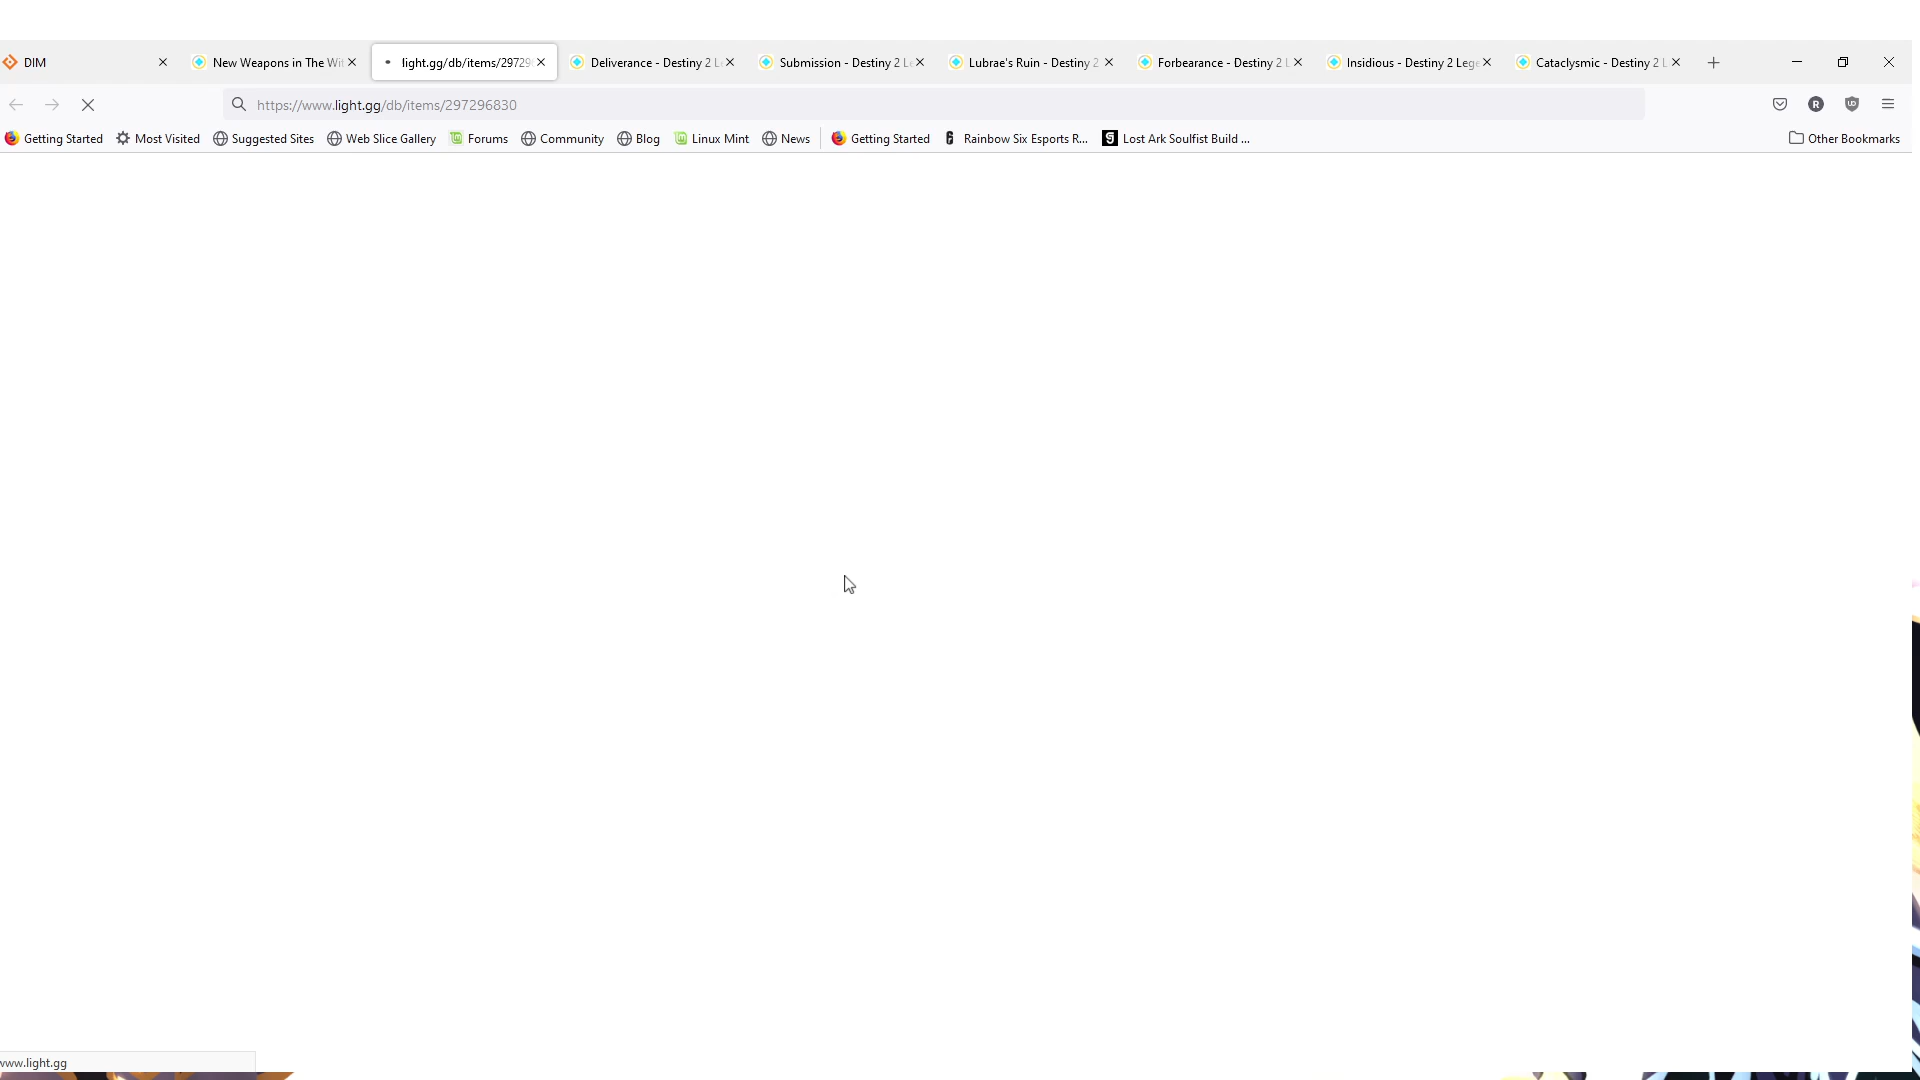 DIM
New Weapons in The Wit
light.gg/db/items/29729
Deliverance - Destiny 2 L
Submission - Destiny 2 L
Lubrae's Ruin - Destiny 2
Forbearance - Destiny 2 L
Insidious - Destiny 2 Lege
Cataclysmic - Destiny 2 L
https://www.light.gg/db/items/297296830
Getting Started
Most Visited
Suggested Sites
Web Slice Gallery
Forums
Community
Blog
Linux Mint
News
Getting Started
Rainbow Six Esports R...
Lost Ark Soulfist Build ...
Other Bookmarks
www.light.gg